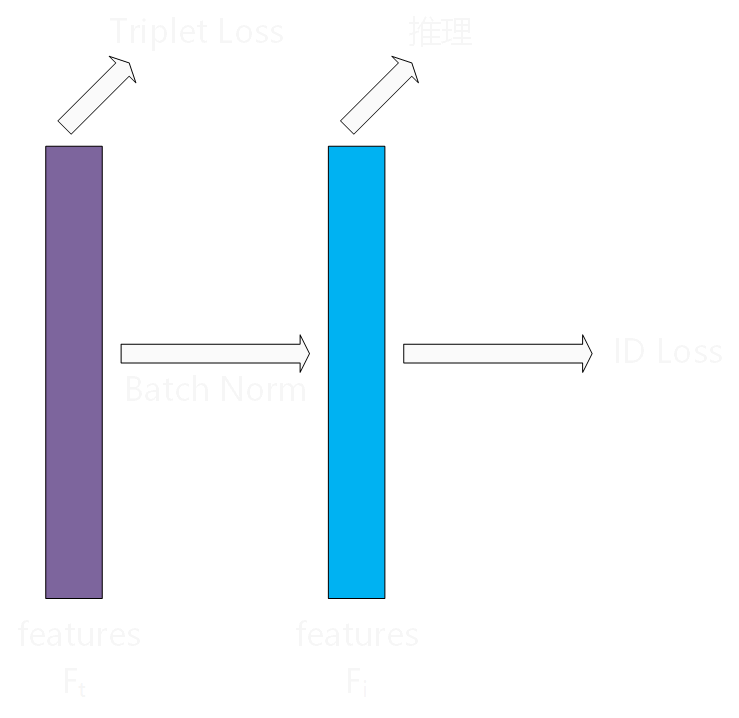 Triplet Loss
推理
ID Loss
Batch Norm
features
Fₜ
features
Fᵢ